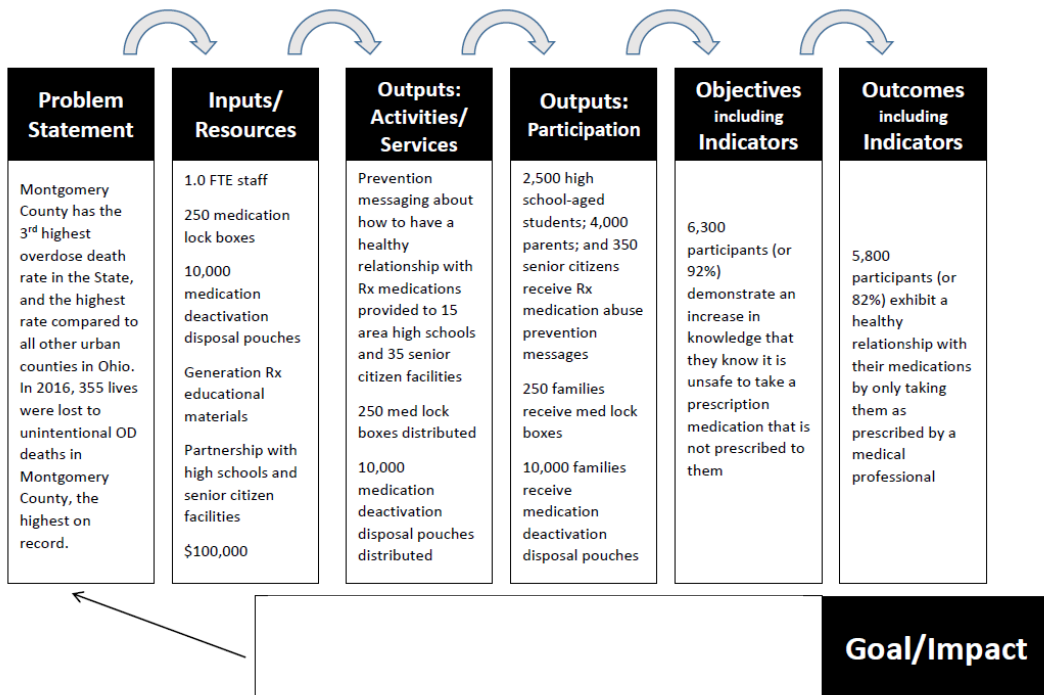 Problem
Statement
Montgomery
County has the
3rd highest
overdose death
rate in the State,
and the highest
rate compared to
all other urban
counties in Ohio.
In 2016, 355 lives
were lost to
unintentional OD
deaths in
Montgomery
County, the
highest on
record.
Inputs/
Resources
1.0 FTE staff
250 medication
lock boxes
10,000
medication
deactivation
disposal pouches
Generation Rx
educational
materials
Partnership with
high schools and
senior citizen
facilities
$100,000
Outputs:
Activities/
Services
Prevention
messaging about
how to have a
healthy
relationship with
Rx medications
provided to 15
area high schools
and 35 senior
citizen facilities
250 med lock
boxes distributed
10,000
medication
deactivation
disposal pouches
distributed
Outputs:
Participation
2,500 high
school-aged
students; 4,000
parents; and 350
senior citizens
receive Rx
medication abuse
prevention
messages
250 families
receive med lock
boxes
10,000 families
receive
medication
deactivation
disposal pouches
Objectives
including
Indicators
6,300
participants (or
92%)
demonstrate an
increase in
knowledge that
they know it is
unsafe to take a
prescription
medication that is
not prescribed to
them
Outcomes
including
Indicators
5,800
participants (or
82%) exhibit a
healthy
relationship with
their medications
by only taking
them as
prescribed by a
medical
professional
Goal/Impact